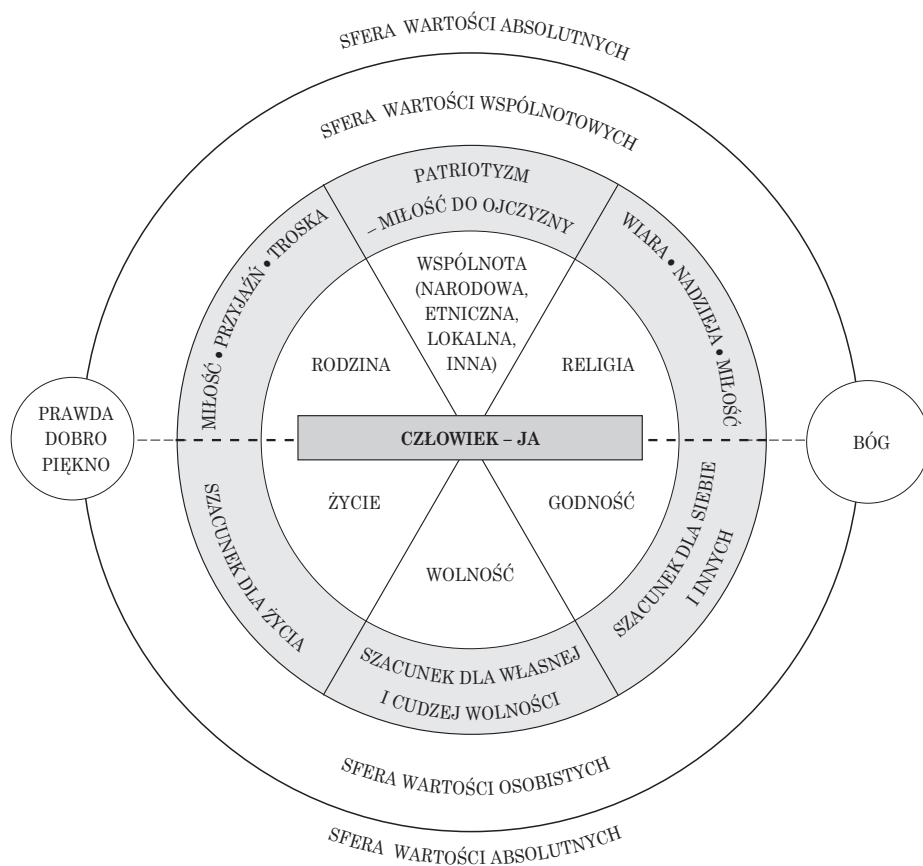 SFERA WARTOŚCI ABSOLUTNYCH
SFERA WARTOŚCI WSPÓLNOTOWYCH
PATRIOTYZM
– MIŁOŚĆ DO OJCZYZNY
MIŁOŚĆ • PRZYJAŹŃ • TROSKA
WIARA • NADZIEJA • MIŁOŚĆ
WSPÓLNOTA
(NARODOWA,
ETNICZNA,
LOKALNA,
INNA)
RODZINA
RELIGIA
PRAWDA
DOBRO
PIĘKNO
CZŁOWIEK – JA
BÓG
ŻYCIE
GODNOŚĆ
WOLNOŚĆ
SZACUNEK DLA ŻYCIA
SZACUNEK DLA SIEBIE
I INNYCH
SZACUNEK DLA WŁASNEJ
I CUDZEJ WOLNOŚCI
SFERA WARTOŚCI OSOBISTYCH
SFERA WARTOŚCI ABSOLUTNYCH